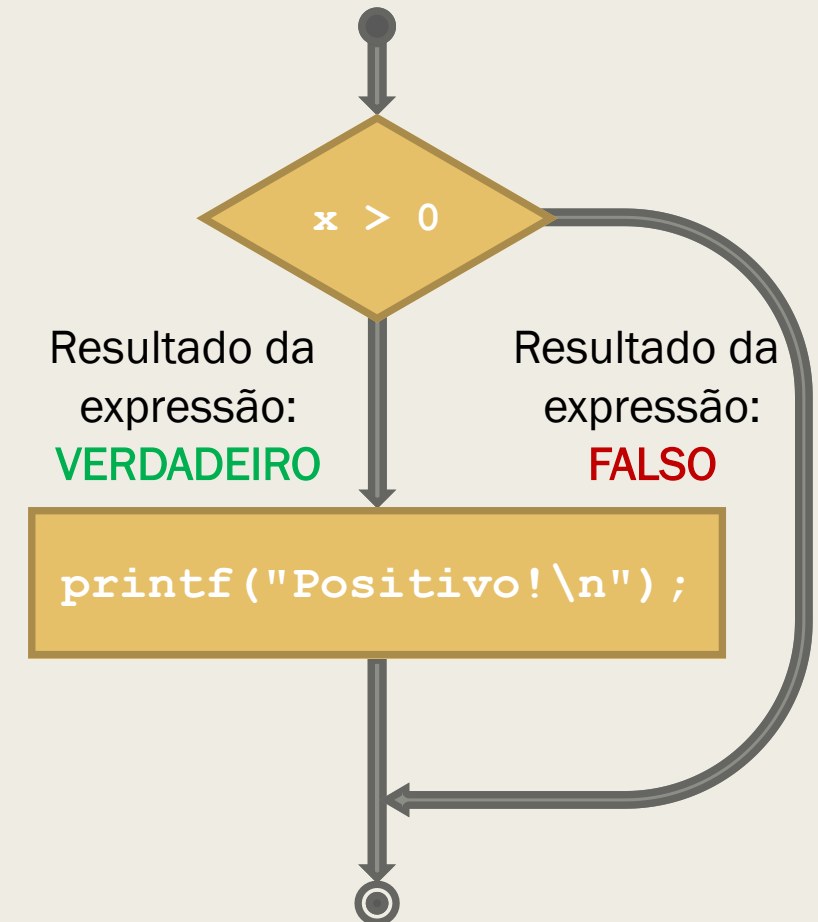 x > 0
Resultado da
expressão:
VERDADEIRO
Resultado da
expressão:
FALSO
printf("Positivo!\n");